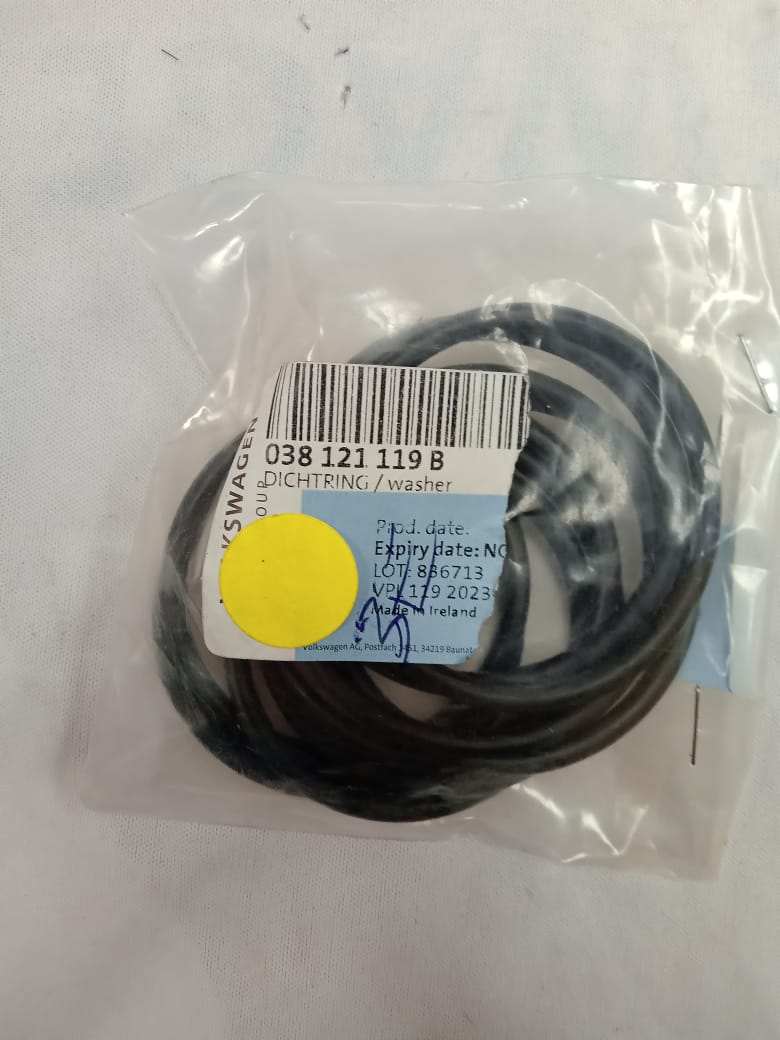 038 121 119 B
DICHTRING / washer
Prod. date:
Expiry date:
LOT: 836713
VPL 119 2023
Made in Ireland
Volkswagen AG, Postfach 34219